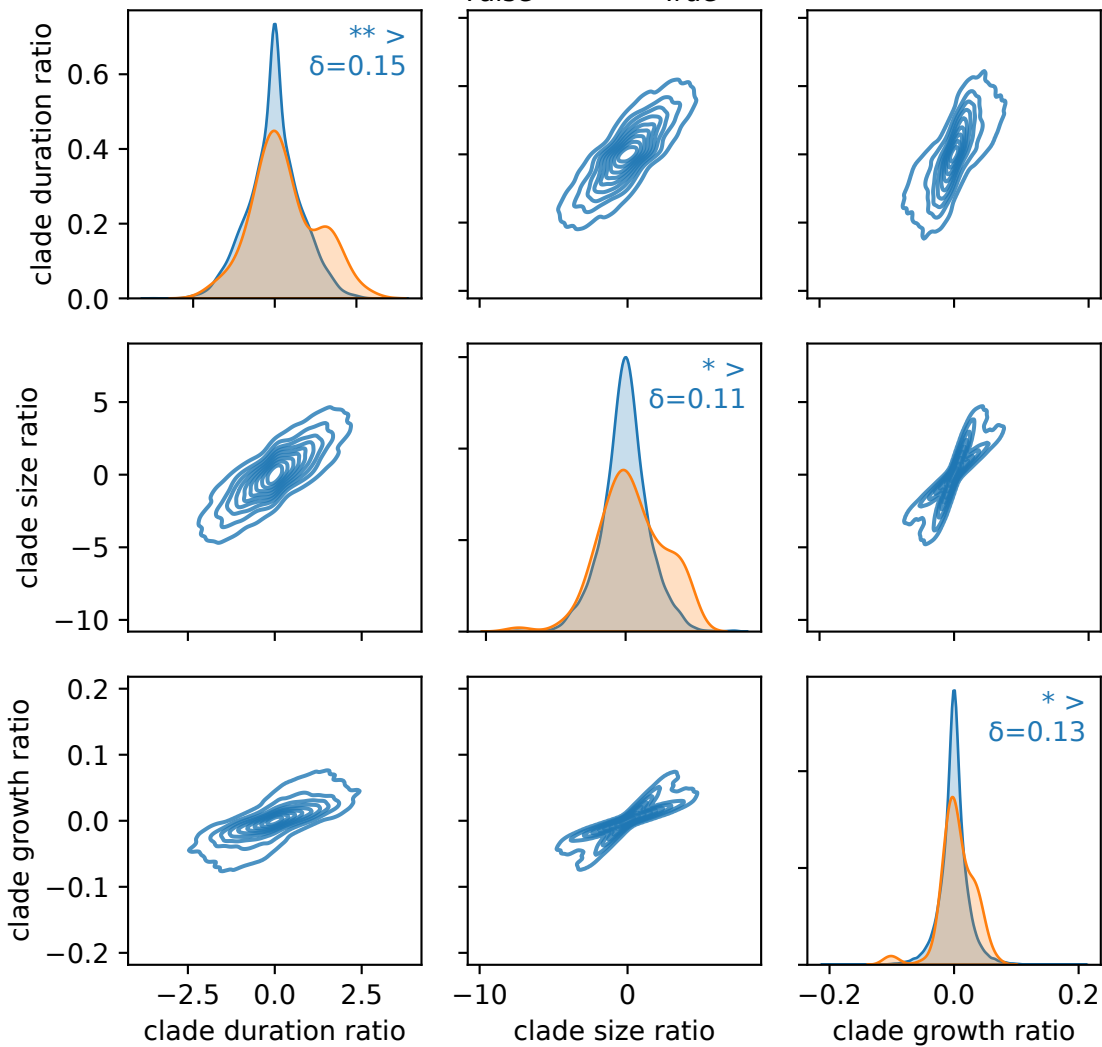 clade duration ratio
0.6
0.4
0.2
0.0
** >
δ=0.15
clade size ratio
5
0
−5
−10
* >
δ=0.11
clade growth ratio
0.2
0.1
0.0
−0.1
−0.2
* >
δ=0.13
−2.5 0.0 2.5
−10 0
−0.2 0.0 0.2
clade duration ratio
clade size ratio
clade growth ratio